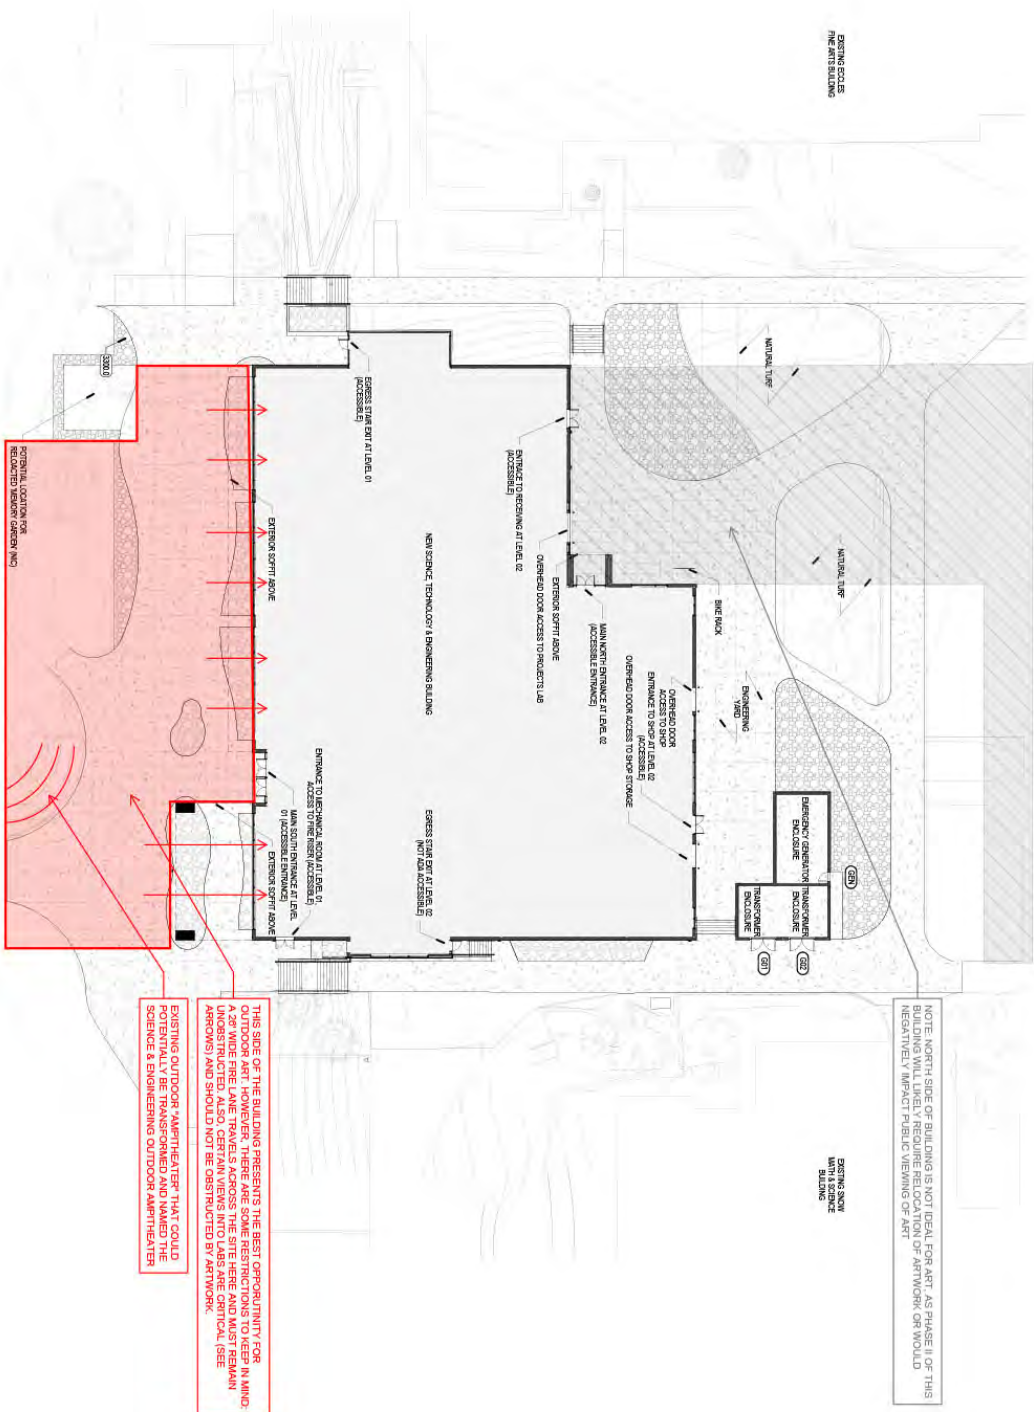 EXISTING ECCLES
FINE ARTS BUILDING
NOTE: NORTH SIDE OF BUILDING IS NOT IDEAL FOR ART, AS PHASE II OF THIS
BUILDING WILL LIKELY REQUIRE RELOCATION OF ARTWORK OR WOULD
NEGATIVELY IMPACT PUBLIC VIEWING OF ART
EXISTING SNOW
MATH & SCIENCE
BUILDING
NATURAL TURF
NATURAL TURF
BIKE RACK
ENGINEERING
YARD
EMERGENCY GENERATOR
ENCLOSURE
TRANSFORMER
ENCLOSURE
TRANSFORMER
ENCLOSURE
GEN
G02
G01
OVERHEAD DOOR
ACCESS TO SHOP
ENTRANCE TO SHOP AT LEVEL 02
(ACCESSIBLE)
OVERHEAD DOOR ACCESS TO SHOP STORAGE
MAIN NORTH ENTRANCE AT LEVEL 02
(ACCESSIBLE ENTRANCE)
EXTERIOR SOFFIT ABOVE
OVERHEAD DOOR ACCESS TO PROJECTS LAB
ENTRACE TO RECEIVING AT LEVEL 02
(ACCESSIBLE)
NEW SCIENCE, TECHNOLOGY & ENGINEERING BUILDING
EGRESS STAIR EXIT AT LEVEL 02
(NOT ADA ACCESSIBLE)
EGRESS STAIR EXIT AT LEVEL 01
(ACCESSIBLE)
ENTRANCE TO MECHANICAL ROOM AT LEVEL 01,
ACCESS TO FIRE RISER (ACCESSIBLE)
MAIN SOUTH ENTRANCE AT LEVEL
01 (ACCESSIBLE ENTRANCE)
EXTERIOR SOFFIT ABOVE
EXTERIOR SOFFIT ABOVE
3300.0
POTENTIAL LOCATION FOR
RELOACTED MEMORY GARDEN (NIC)
THIS SIDE OF THE BUILDING PRESENTS THE BEST OPPORUTINITY FOR
OUTDOOR ART. HOWEVER, THERE ARE SOME RESTRICTIONS TO KEEP IN MIND:
A 26' WIDE FIRE LANE TRAVELS ACROSS THE SITE HERE AND MUST REMAIN
UNOBSTRUCTED. ALSO, CERTAIN VIEWS INTO LABS ARE CRITICAL (SEE
ARROWS) AND SHOULD NOT BE OBSTRUCTED BY ARTWORK.
EXISTING OUTDOOR "AMPITHEATER" THAT COULD
POTENTIALLY BE TRANSFORMED AND NAMED THE
SCIENCE & ENGINEERING OUTDOOR AMPITHEATER